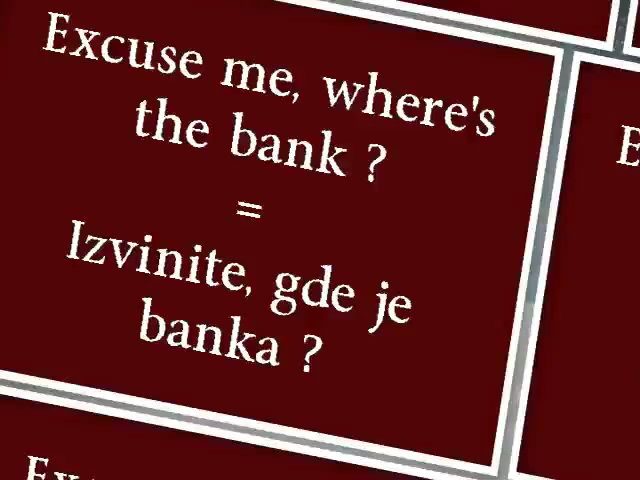 Excuse me, where's
the bank ?
=
Izvinite, gde je
banka ?